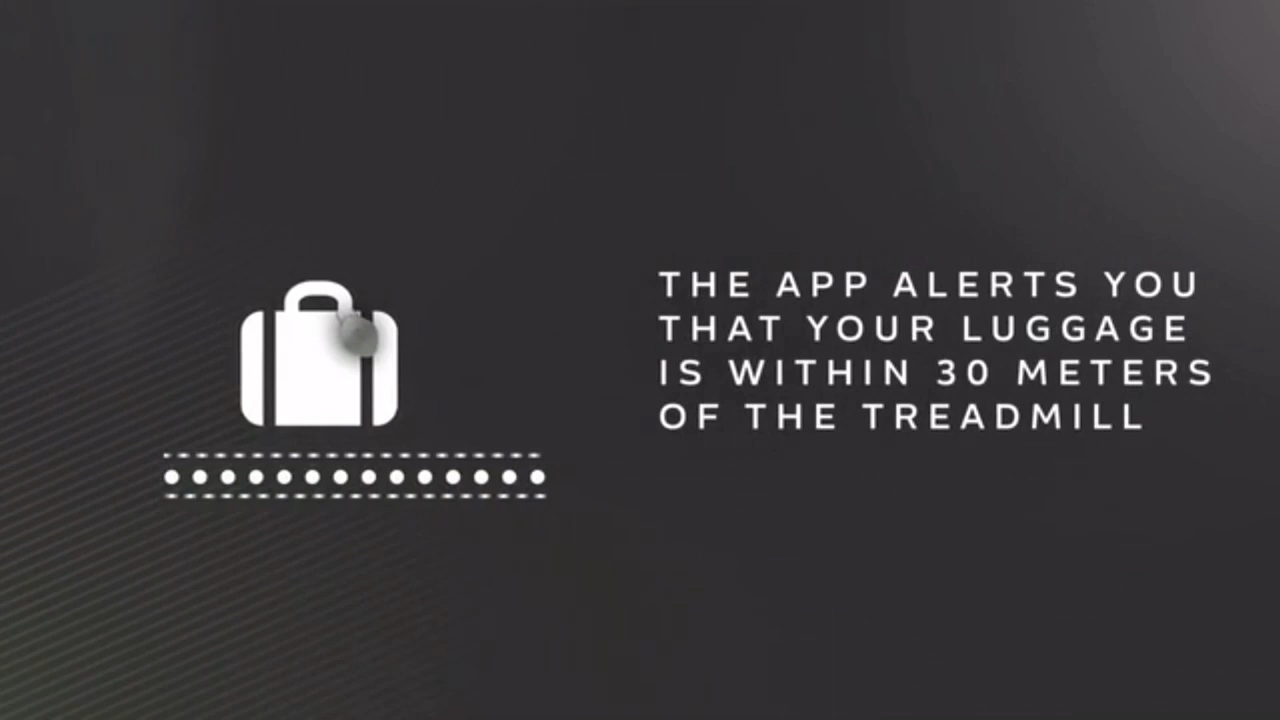 THE APP ALERTS YOU
THAT YOUR LUGGAGE
IS WITHIN 30 METERS
OF THE TREADMILL